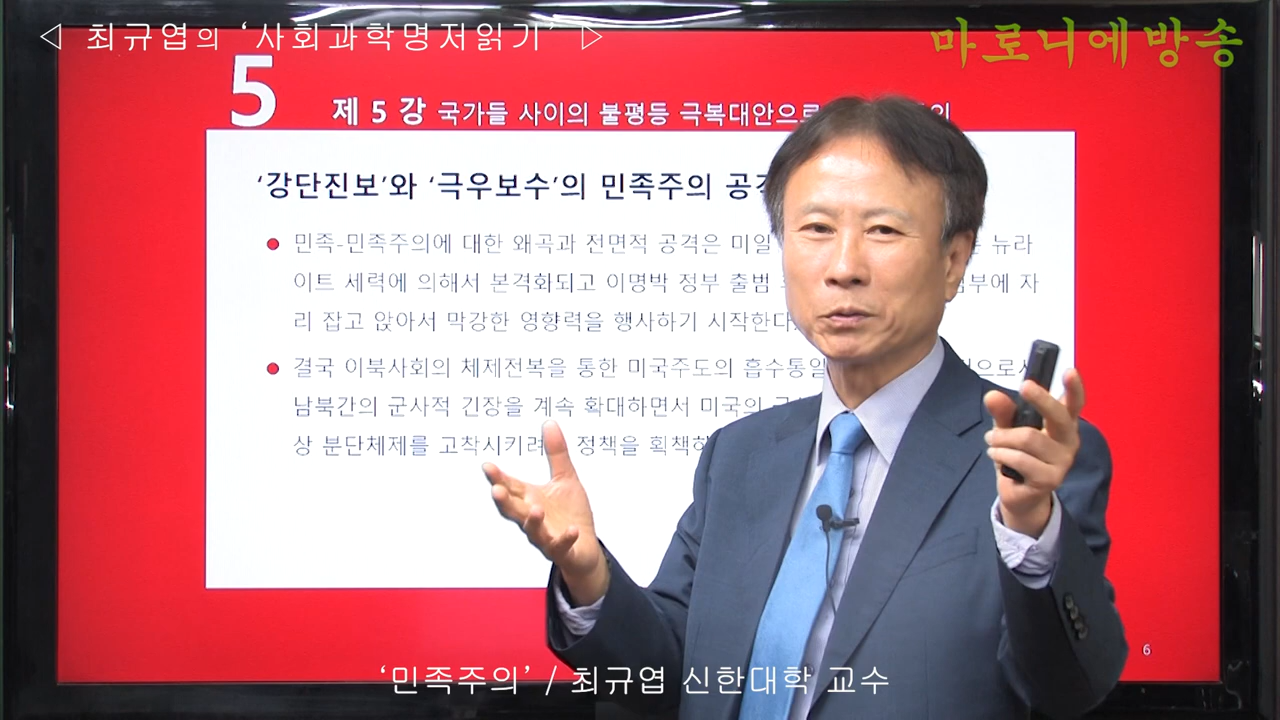 ◁ 최규엽의 '사회과학명저읽기' ▷
마로니에방송
5
제 5 강 국가들 사이의 불평등 극복대안으로
'강단진보'와 '극우보수'의 민족주의
민족-민족주의에 대한 왜곡과 전면적 공격은 미일 뉴라
이트 세력에 의해서 본격화되고 이명박 정부 출범 자
리 잡고 앉아서 막강한 영향력을 행사하기 시작한다.
결국 이북사회의 체제전복을 통한 미국주도의 흡수통일
남북간의 군사적 긴장을 계속 확대하면서 미국의
상 분단체제를 고착시키려 정책을 획책하
6
'민족주의' / 최규엽 신한대학 교수